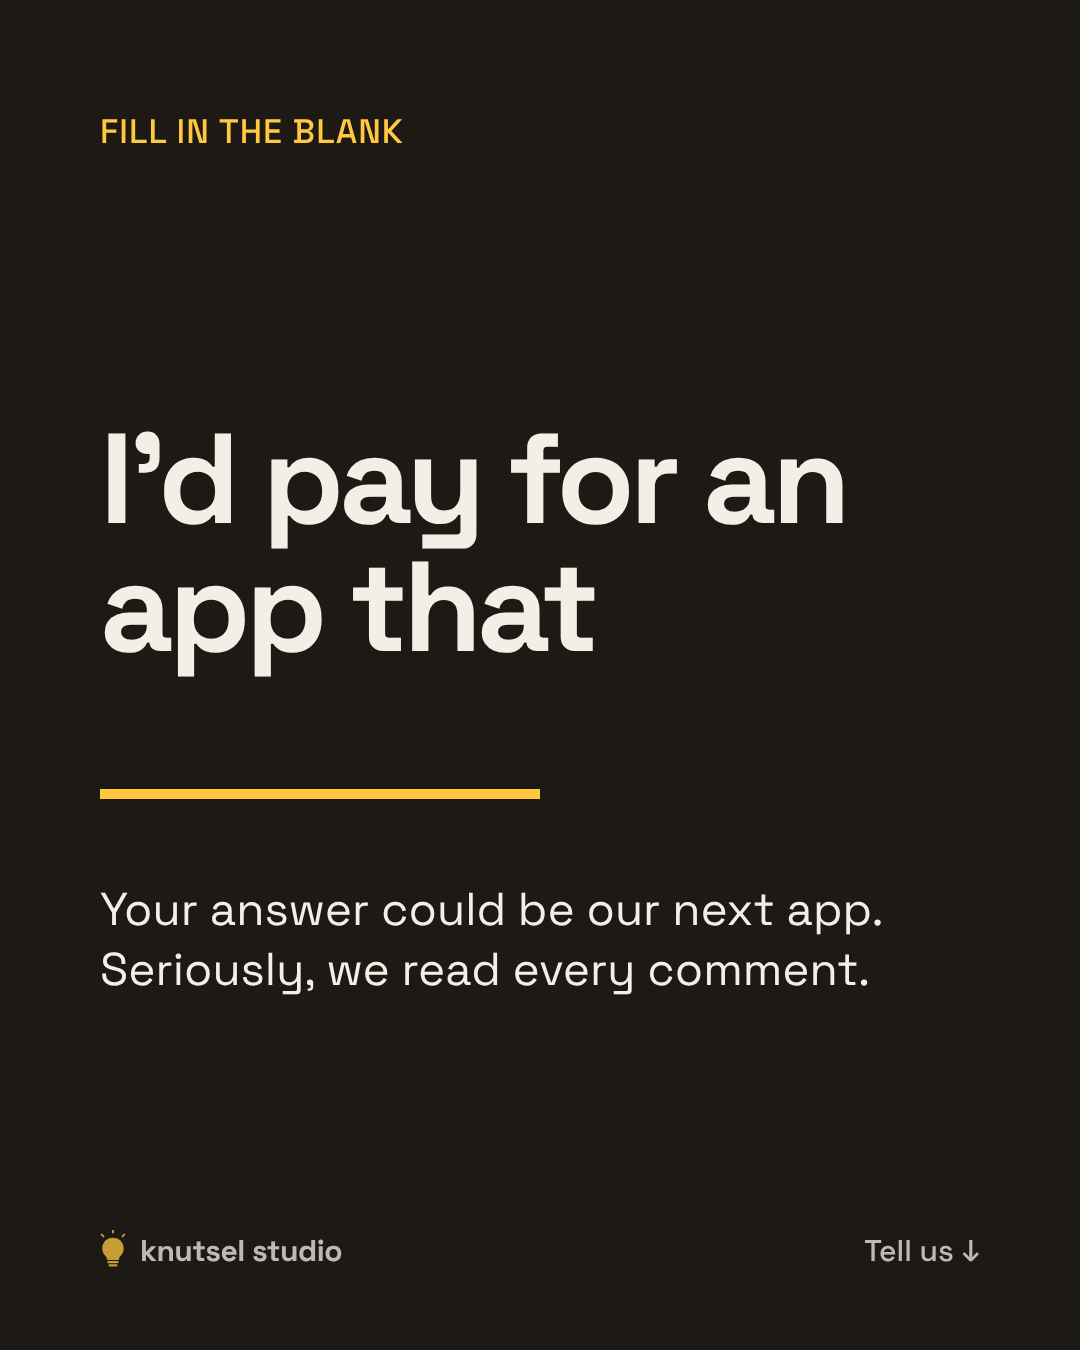 FILL IN THE BLANK
I’d pay for an
app that
Your answer could be our next app.
Seriously, we read every comment.
knutsel studio
Tell us ↓